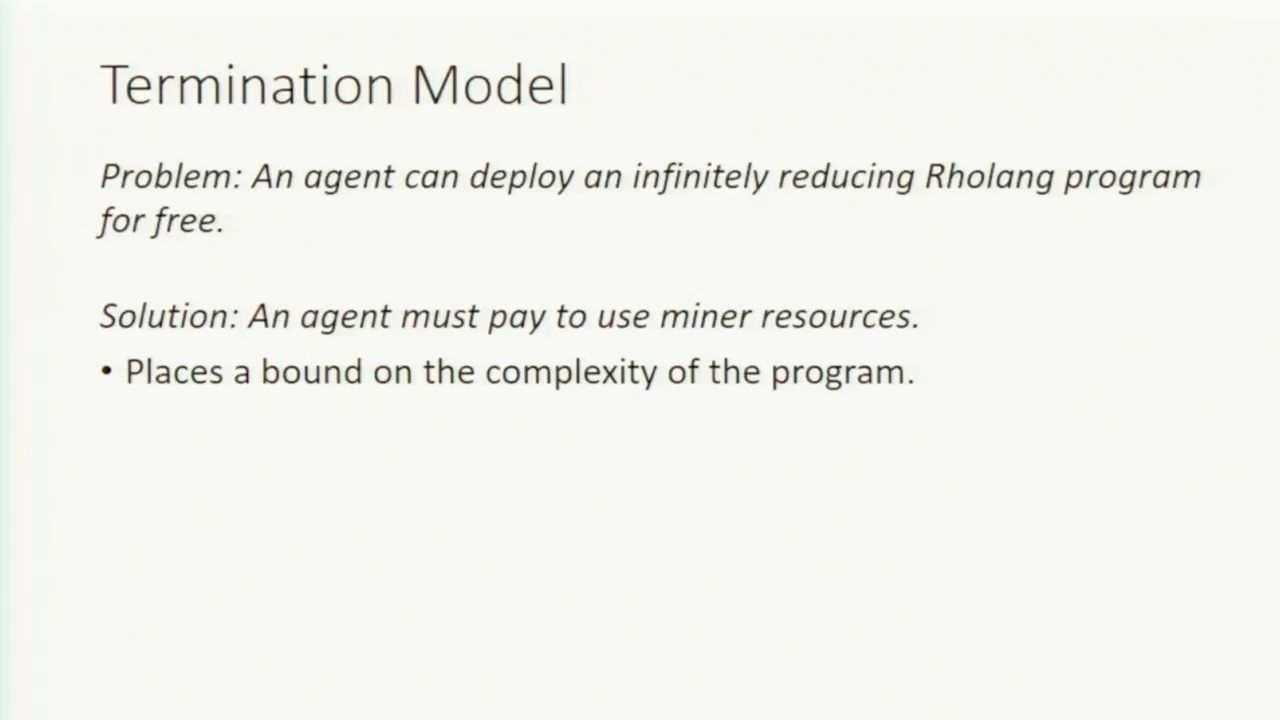 Termination Model
Problem: An agent can deploy an infinitely reducing Rholang program
for free.
Solution: An agent must pay to use miner resources.
• Places a bound on the complexity of the program.